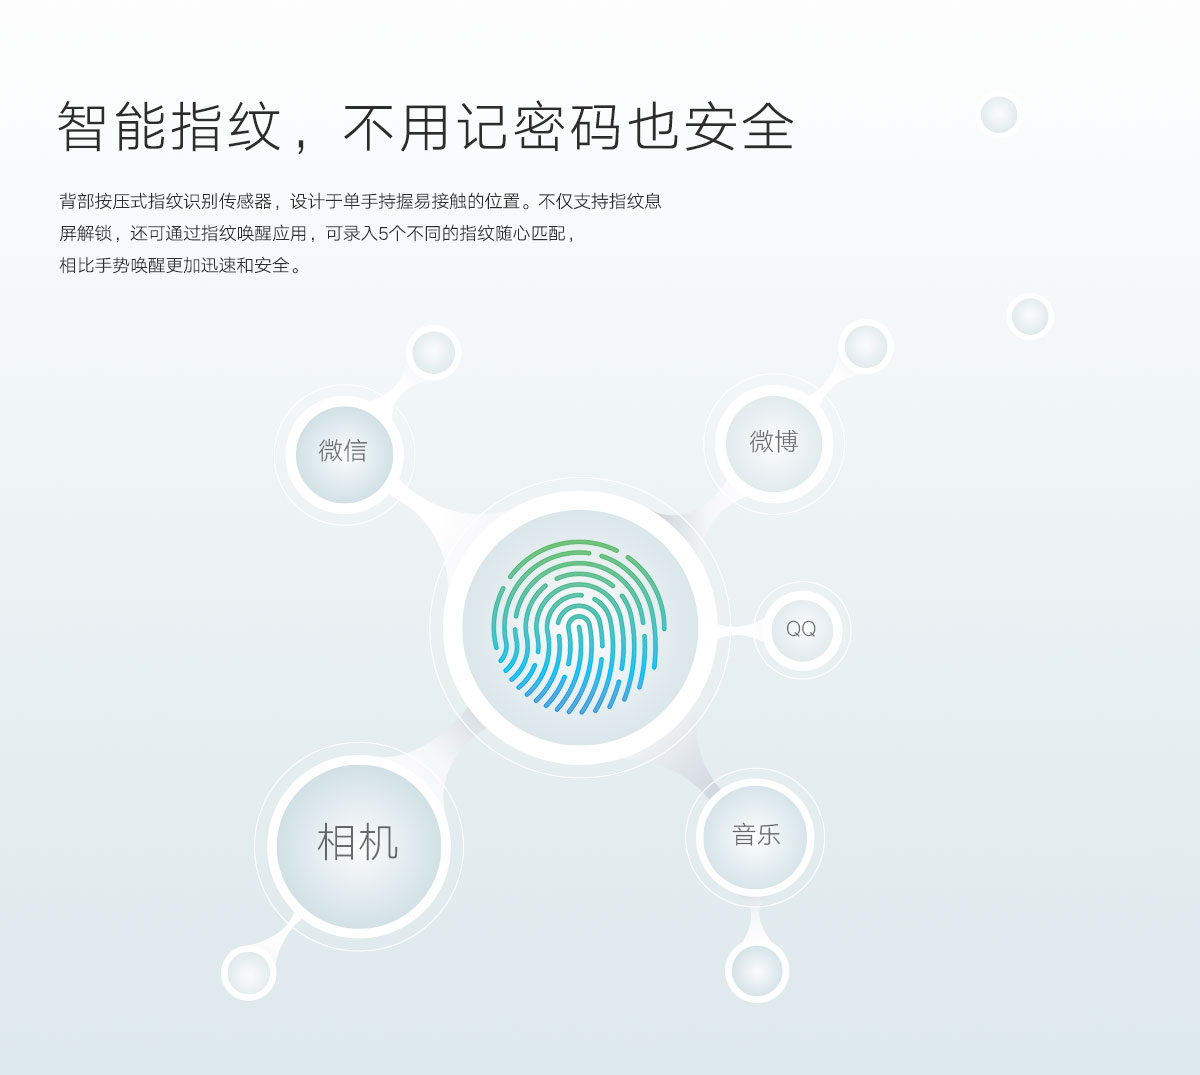 智能指纹，不用记密码也安全
背部按压式指纹识别传感器，设计于单手持握易接触的位置。不仅支持指纹息
屏解锁，还可通过指纹唤醒应用，可录入5个不同的指纹随心匹配，
相比手势唤醒更加迅速和安全。
微信
微博
QQ
相机
音乐